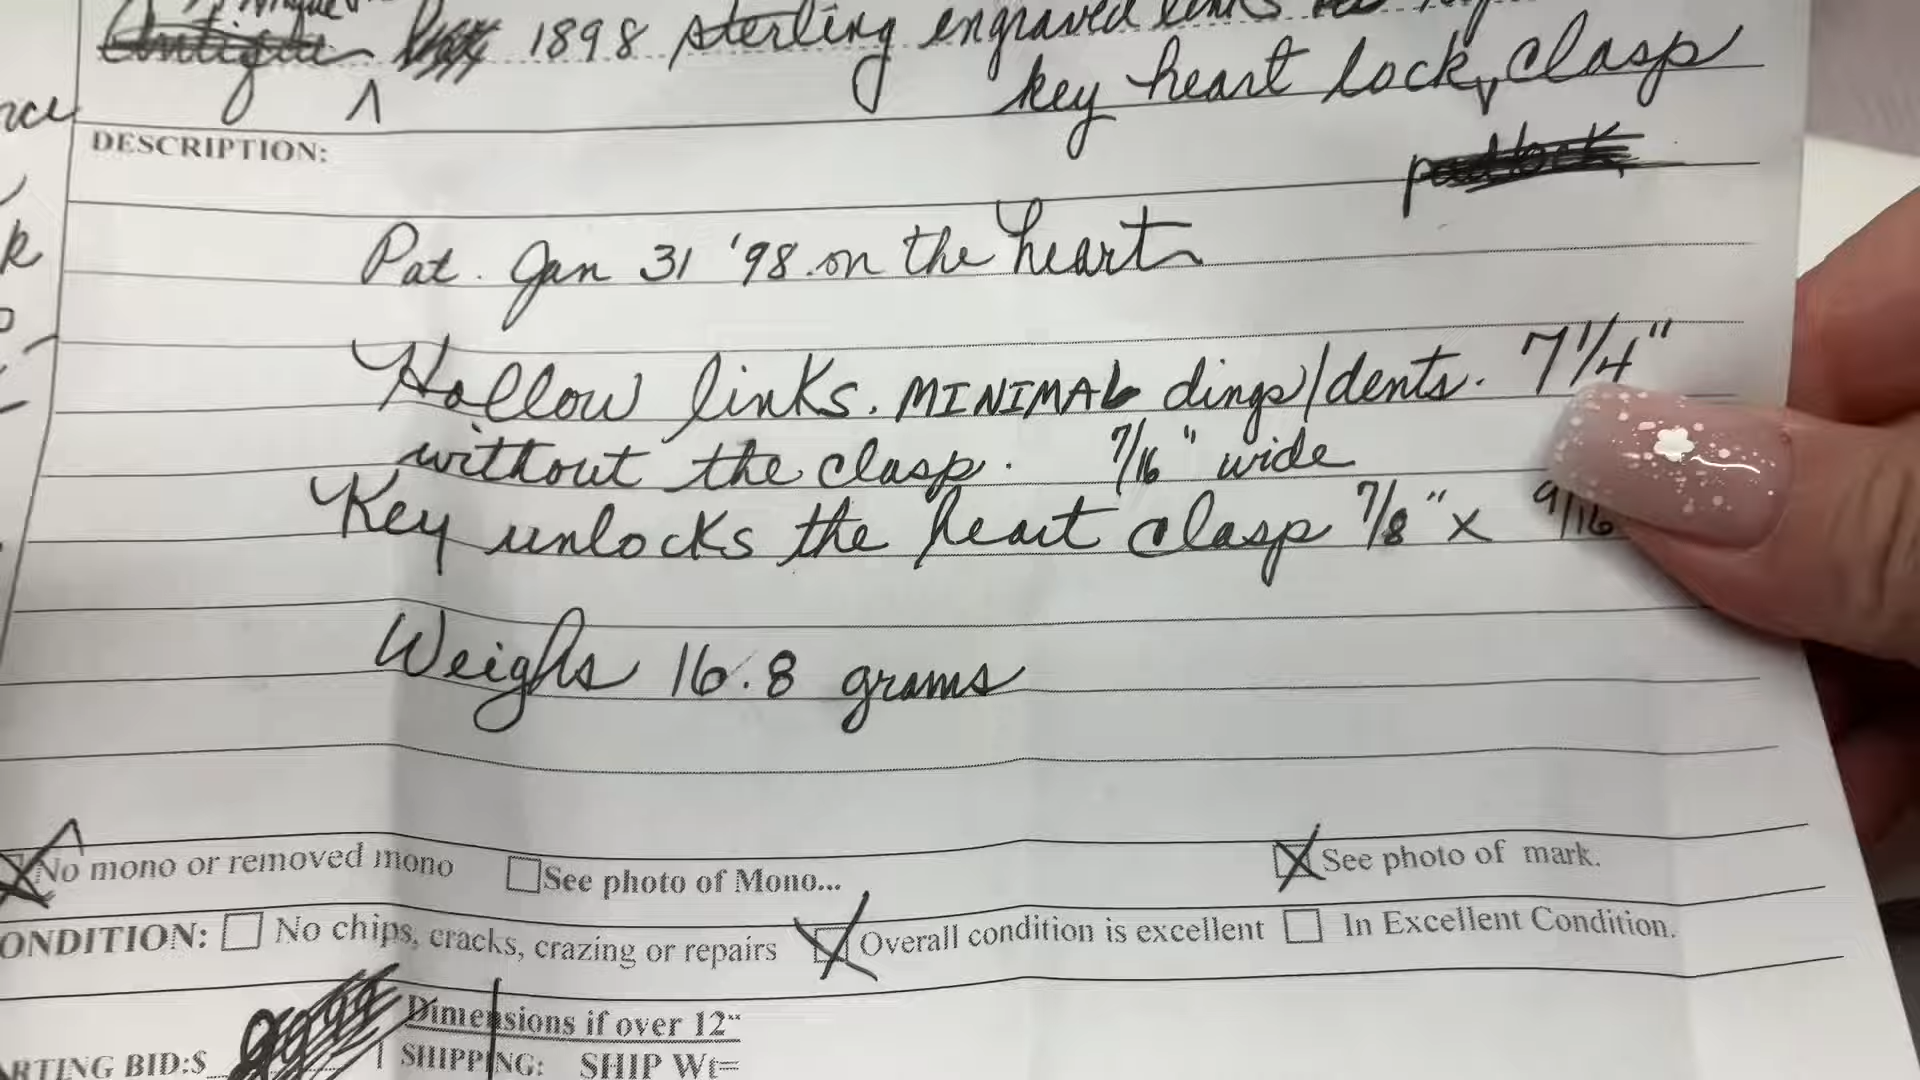 Antique 1898 sterling engraved links
key heart lock, clasp
DESCRIPTION:
padlock
Pat. Jan 31 '98 on the heart
Hollow links. MINIMAL dings/dents. 7 1/4"
without the clasp. 7/16" wide
Key unlocks the heart clasp 7/8" x 9/16
Weighs 16.8 grams
No mono or removed mono See photo of Mono... See photo of mark.
ONDITION: No chips, cracks, crazing or repairs Overall condition is excellent In Excellent Condition.
Dimensions if over 12"
RTING BID:$ SHIPPING: SHIP Wt=